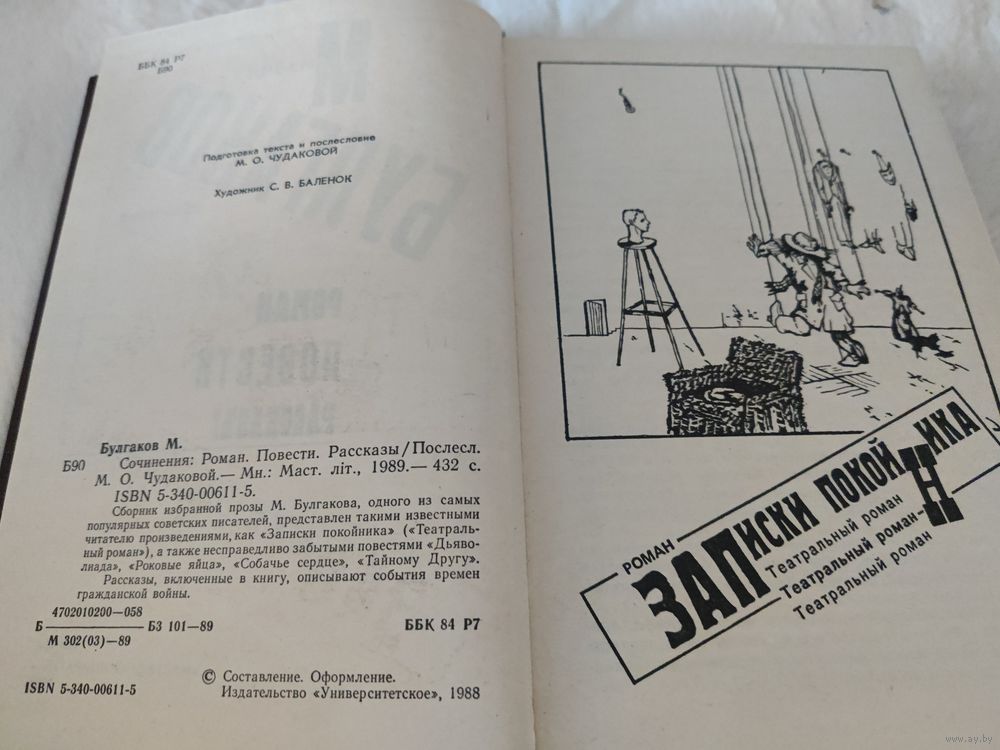 ББК 84 Р7
Б90
Подготовка текста и послесловие
М. О. ЧУДАКОВОЙ
Художник С. В. БАЛЕНОК
Булгаков М.
Б90 Сочинения: Роман. Повести. Рассказы/Послесл.
М. О. Чудаковой.— Мн.: Маст. літ., 1989.— 432 с.
ISBN 5-340-00611-5.
Сборник избранной прозы М. Булгакова, одного из самых
популярных советских писателей, представлен такими известными
читателю произведениями, как «Записки покойника» («Театраль-
ный роман»), а также несправедливо забытыми повестями «Дьяво-
лиада», «Роковые яйца», «Собачье сердце», «Тайному Другу».
Рассказы, включенные в книгу, описывают события времен
гражданской войны.
4702010200—058
Б БЗ 101—89 ББК 84 Р7
М 302(03)—89
© Составление. Оформление.
ISBN 5-340-00611-5 Издательство «Университетское», 1988
РОМАН
ЗАПИСКИ ПОКОЙНИКА
Театральный роман
Театральный роман
Театральный роман
www.ay.by